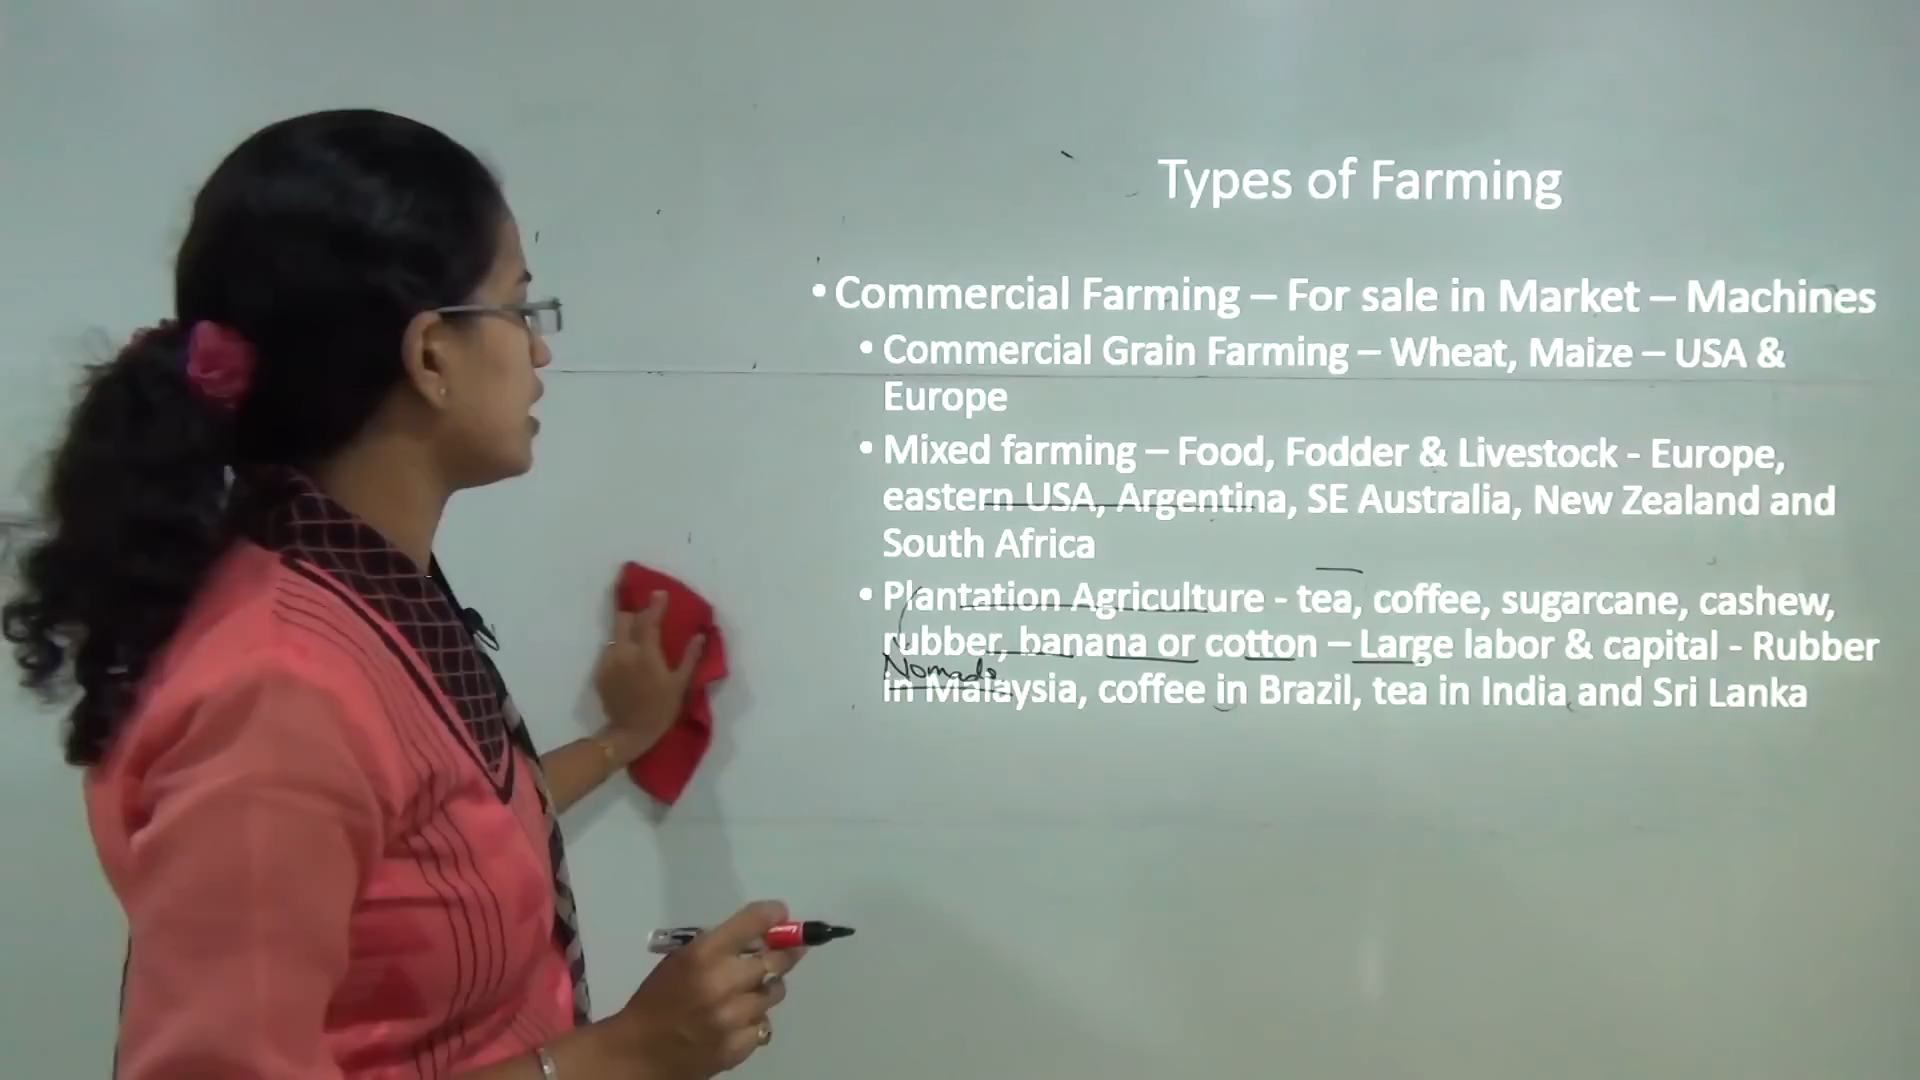 Types of Farming
• Commercial Farming – For sale in Market – Machines
• Commercial Grain Farming – Wheat, Maize – USA &
Europe
• Mixed farming – Food, Fodder & Livestock - Europe,
eastern USA, Argentina, SE Australia, New Zealand and
South Africa
• Plantation Agriculture - tea, coffee, sugarcane, cashew,
rubber, banana or cotton – Large labor & capital - Rubber
Nomads
in Malaysia, coffee in Brazil, tea in India and Sri Lanka